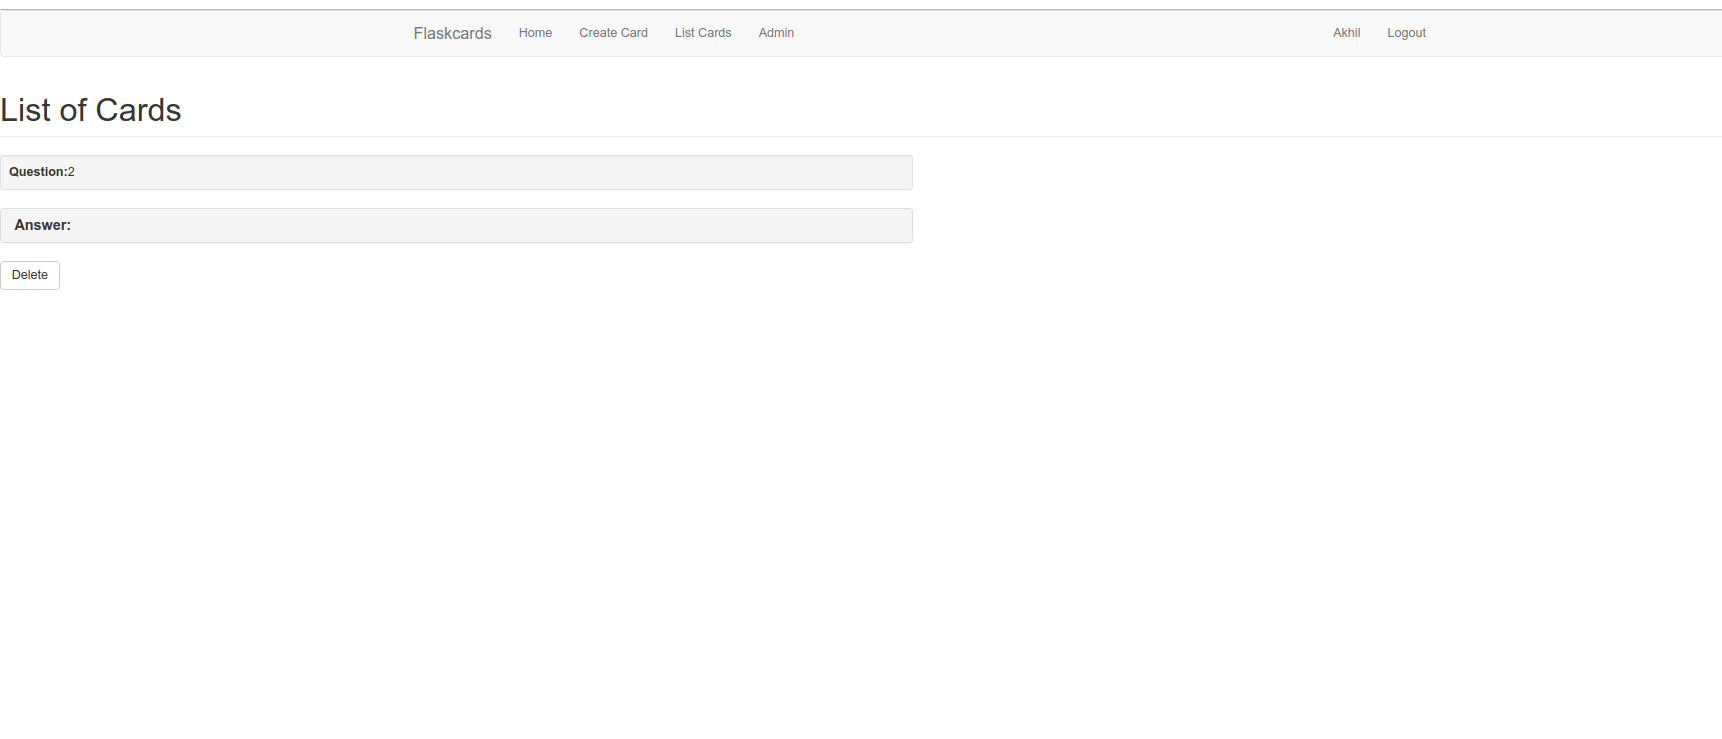 Flaskcards Home Create Card List Cards Admin Akhil Logout
List of Cards
Question:2
Answer:
Delete